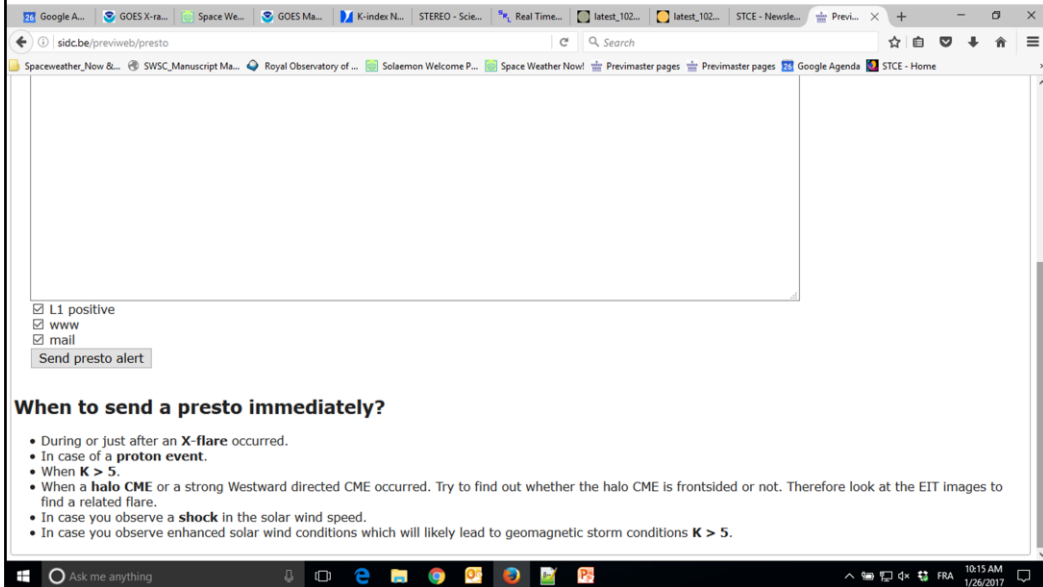 Google A...
GOES X-ra...
Space We...
GOES Ma...
K-index N...
STEREO - Scie...
Real Time...
latest_102...
latest_102...
STCE - Newsle...
Previ...
sidc.be/previweb/presto
Search
Spaceweather_Now &...
SWSC_Manuscript Ma...
Royal Observatory of ...
Solaemon Welcome P...
Space Weather Now!
Previmaster pages
Previmaster pages
26 Google Agenda
STCE - Home
L1 positive
www
mail
Send presto alert
When to send a presto immediately?
• During or just after an X-flare occurred.
• In case of a proton event.
• When K > 5.
• When a halo CME or a strong Westward directed CME occurred. Try to find out whether the halo CME is frontsided or not. Therefore look at the EIT images to
find a related flare.
• In case you observe a shock in the solar wind speed.
• In case you observe enhanced solar wind conditions which will likely lead to geomagnetic storm conditions K > 5.
Ask me anything
FRA
10:15 AM
1/26/2017